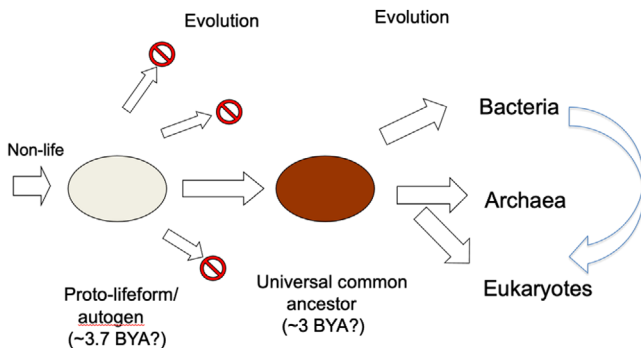 Evolution
Evolution
Bacteria
Non-life
Archaea
Eukaryotes
Proto-lifeform/
autogen
(~3.7 BYA?)
Universal common
ancestor
(~3 BYA?)